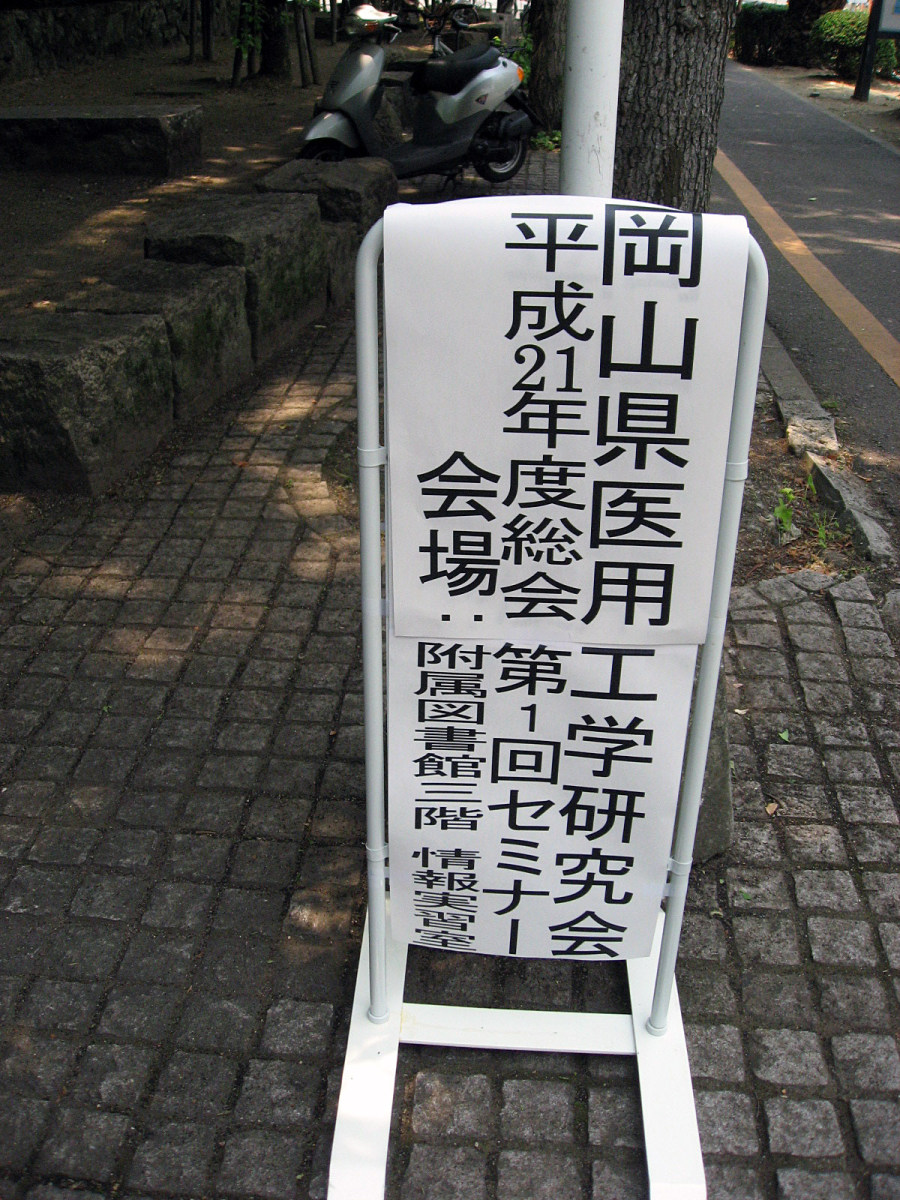 岡山県医用工学研究会
平成21年度総会 第1回セミナー
会場：附属図書館三階 情報実習室